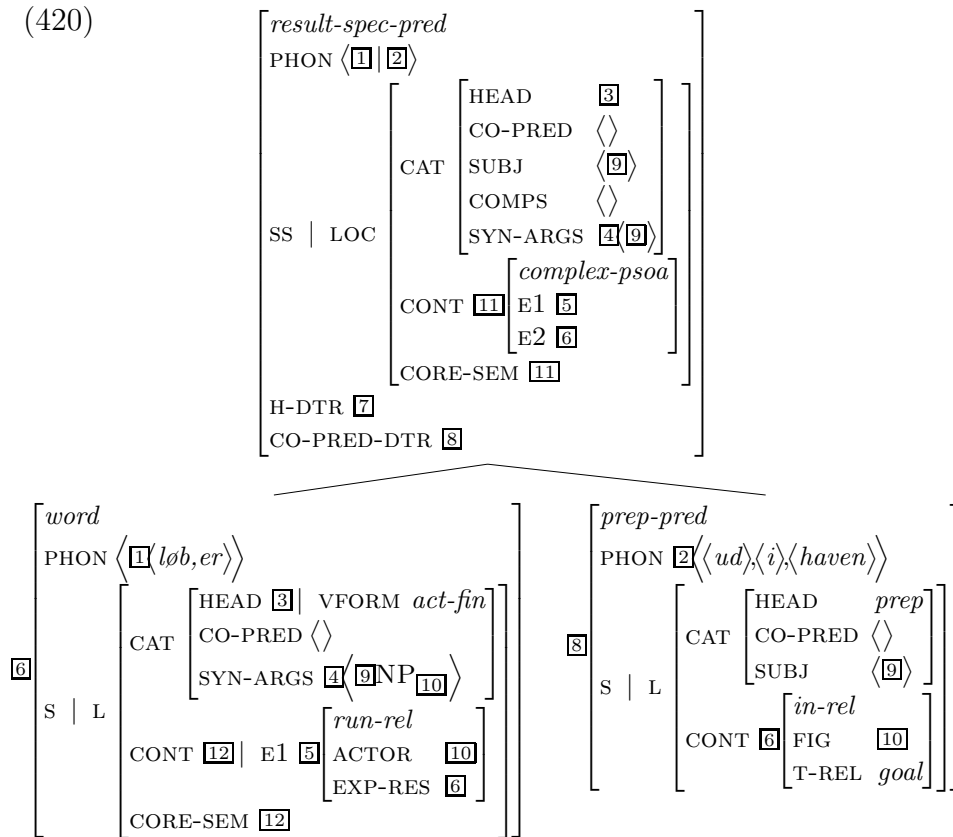 (420)
result-spec-pred
PHON ⟨1 | 2⟩
SS | LOC
CAT
HEAD 3
CO-PRED ⟨⟩
SUBJ ⟨9⟩
COMPS ⟨⟩
SYN-ARGS 4⟨9⟩
CONT 11
complex-psoa
E1 5
E2 6
CORE-SEM 11
H-DTR 7
CO-PRED-DTR 8
6
word
PHON ⟨1⟨løb,er⟩⟩
S | L
CAT
HEAD 3 | VFORM act-fin
CO-PRED ⟨⟩
SYN-ARGS 4⟨9NP10⟩
CONT 12 | E1 5
run-rel
ACTOR 10
EXP-RES 6
CORE-SEM 12
8
prep-pred
PHON 2⟨⟨ud⟩,⟨i⟩,⟨haven⟩⟩
S | L
CAT
HEAD prep
CO-PRED ⟨⟩
SUBJ ⟨9⟩
CONT 6
in-rel
FIG 10
T-REL goal